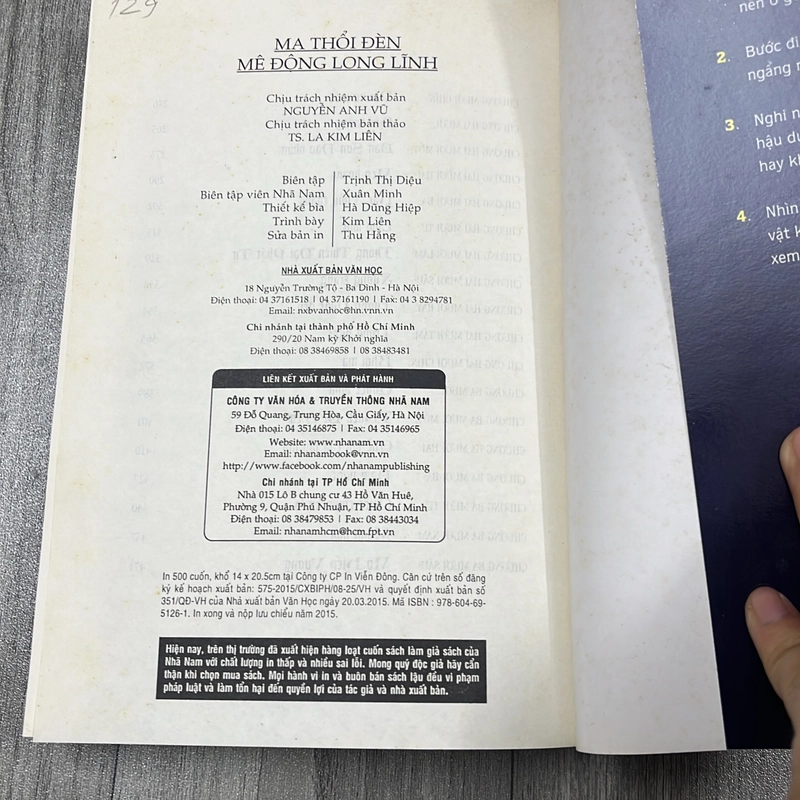 129
MA THỔI ĐÈN
MÊ ĐỘNG LONG LĨNH
Chịu trách nhiệm xuất bản
NGUYỄN ANH VŨ
Chịu trách nhiệm bản thảo
TS. LA KIM LIÊN
Biên tập Trịnh Thị Diệu
Biên tập viên Nhã Nam Xuân Minh
Thiết kế bìa Hà Dũng Hiệp
Trình bày Kim Liên
Sửa bản in Thu Hằng
NHÀ XUẤT BẢN VĂN HỌC
18 Nguyễn Trường Tộ - Ba Đình - Hà Nội
Điện thoại: 04 37161518 | 04 37161190 | Fax: 04 3 8294781
Email: nxbvanhoc@hn.vnn.vn
Chi nhánh tại thành phố Hồ Chí Minh
290/20 Nam kỳ Khởi nghĩa
Điện thoại: 08 38469858 | 08 38483481
LIÊN KẾT XUẤT BẢN VÀ PHÁT HÀNH
CÔNG TY VĂN HÓA & TRUYỀN THÔNG NHÃ NAM
59 Đỗ Quang, Trung Hòa, Cầu Giấy, Hà Nội
Điện thoại: 04 35146875 | Fax: 04 35146965
Website: www.nhanam.vn
Email: nhanambook@vnn.vn
http://www.facebook.com/nhanampublishing
Chi nhánh tại TP Hồ Chí Minh
Nhà 015 Lô B chung cư 43 Hồ Văn Huê,
Phường 9, Quận Phú Nhuận, TP Hồ Chí Minh
Điện thoại: 08 38479853 | Fax: 08 38443034
Email: nhanamhcm@hcm.fpt.vn
In 500 cuốn, khổ 14 x 20.5cm tại Công ty CP In Viễn Đông. Căn cứ trên số đăng
ký kế hoạch xuất bản: 575-2015/CXBIPH/08-25/VH và quyết định xuất bản số
351/QĐ-VH của Nhà xuất bản Văn Học ngày 20.03.2015. Mã ISBN : 978-604-69-
5126-1. In xong và nộp lưu chiểu năm 2015.
Hiện nay, trên thị trường đã xuất hiện hàng loạt cuốn sách làm giả sách của
Nhã Nam với chất lượng in thấp và nhiều sai lỗi. Mong quý độc giả hãy cẩn
thận khi chọn mua sách. Mọi hành vi in và buôn bán sách lậu đều vi phạm
pháp luật và làm tổn hại đến quyền lợi của tác giả và nhà xuất bản.
nên ở
2. Bước đi
ngẩng
3. Nghi
hậu
hay
4. Nhìn
vật
xem